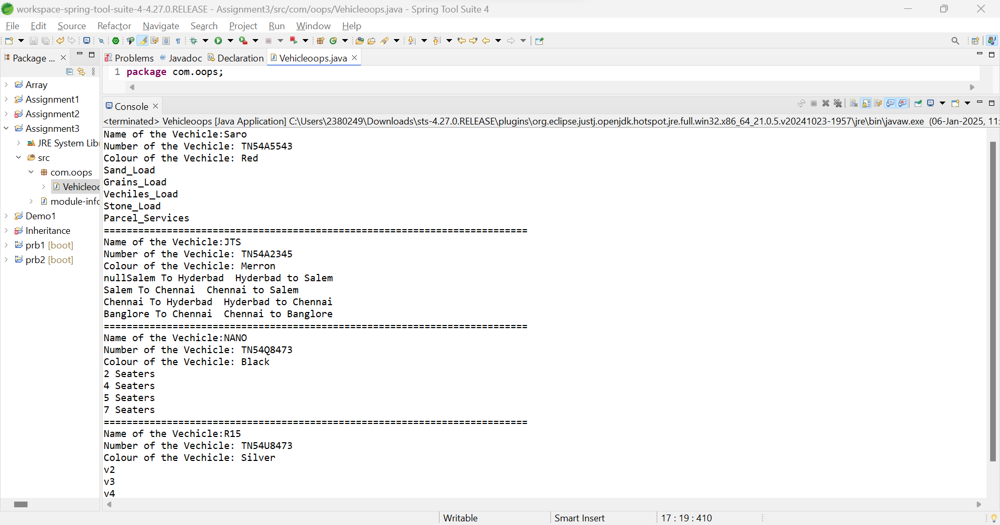 workspace-spring-tool-suite-4-4.27.0.RELEASE - Assignment3/src/com/oops/Vehicleoops.java - Spring Tool Suite 4
File Edit Source Refactor Navigate Search Project Run Window Help
Package ...
Problems Javadoc Declaration Vehicleoops.java
1 package com.oops;
Array
Assignment1
Assignment2
Assignment3
JRE System Libr
src
com.oops
Vehicleoo
module-info
Demo1
Inheritance
prb1 [boot]
prb2 [boot]
Console
<terminated> Vehicleoops [Java Application] C:\Users\2380249\Downloads\sts-4.27.0.RELEASE\plugins\org.eclipse.justj.openjdk.hotspot.jre.full.win32.x86_64_21.0.5.v20241023-1957\jre\bin\javaw.exe (06-Jan-2025, 11:
Name of the Vechicle:Saro
Number of the Vechicle: TN54A5543
Colour of the Vechicle: Red
Sand_Load
Grains_Load
Vechiles_Load
Stone_Load
Parcel_Services
==========================================================================
Name of the Vechicle:JTS
Number of the Vechicle: TN54A2345
Colour of the Vechicle: Merron
nullSalem To Hyderbad  Hyderbad to Salem
Salem To Chennai  Chennai to Salem
Chennai To Hyderbad  Hyderbad to Chennai
Banglore To Chennai  Chennai to Banglore
==========================================================================
Name of the Vechicle:NANO
Number of the Vechicle: TN54Q8473
Colour of the Vechicle: Black
2 Seaters
4 Seaters
5 Seaters
7 Seaters
==========================================================================
Name of the Vechicle:R15
Number of the Vechicle: TN54U8473
Colour of the Vechicle: Silver
v2
v3
v4
Writable Smart Insert 17 : 19 : 410